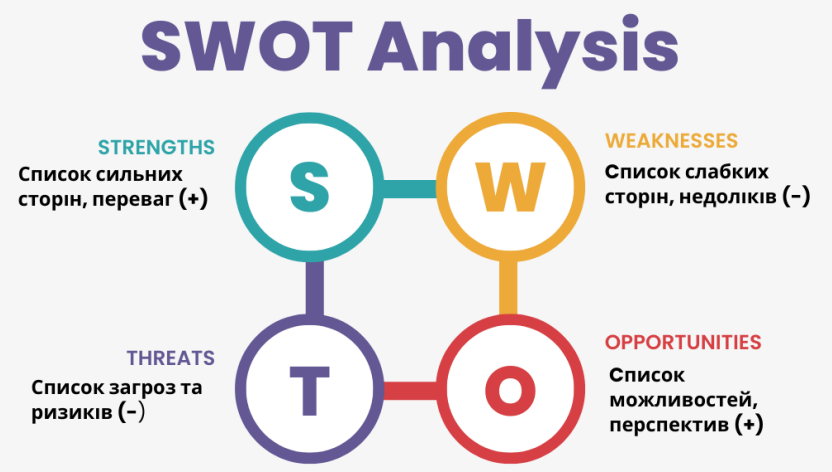 SWOT Analysis
STRENGTHS
Список сильних
сторін, переваг (+)
S
W
WEAKNESSES
Список слабких
сторін, недоліків (-)
THREATS
Список загроз та
ризиків (-)
T
O
OPPORTUNITIES
Список
можливостей,
перспектив (+)